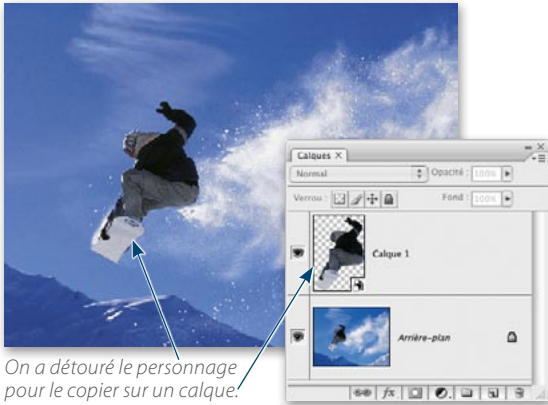 Calques X
Normal
Opacité : 100%
Verrou :
Fond : 100%
Calque 1
Arrière-plan
fx
On a détouré le personnage
pour le copier sur un calque.